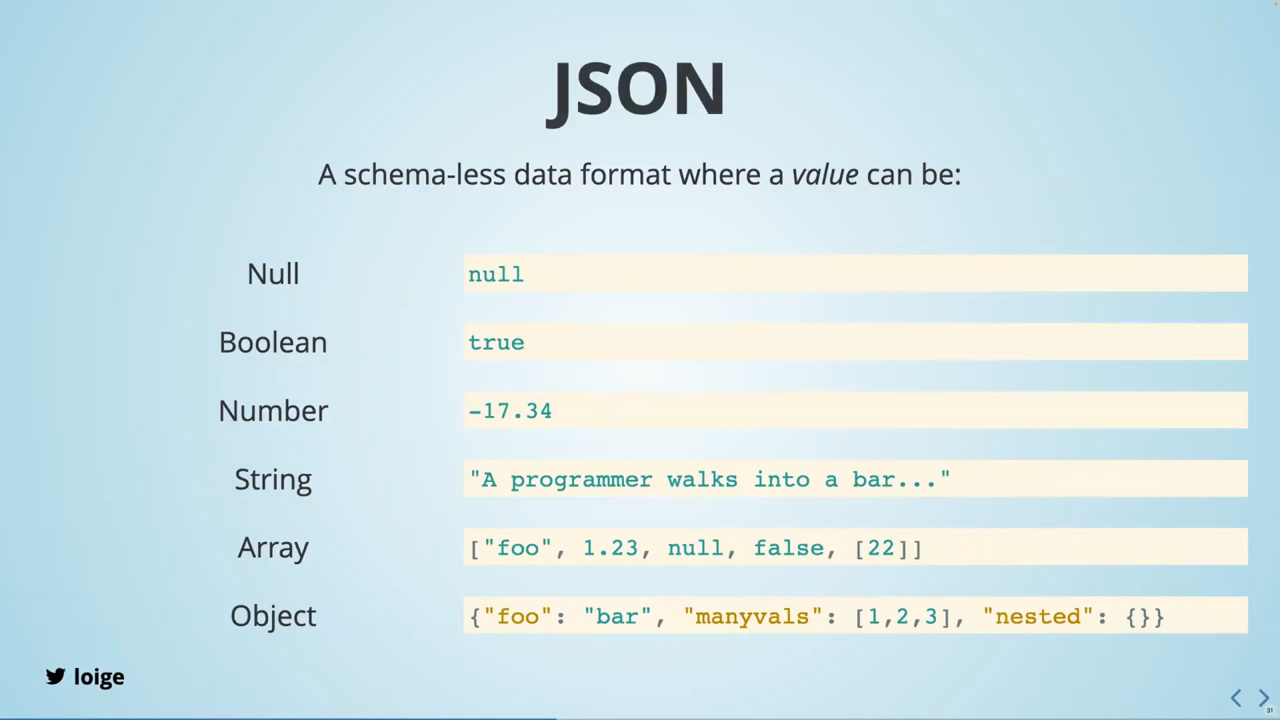 JSON
A schema-less data format where a value can be:
Null null
Boolean true
Number -17.34
String "A programmer walks into a bar..."
Array ["foo", 1.23, null, false, [22]]
Object {"foo": "bar", "manyvals": [1,2,3], "nested": {}}
loige
31